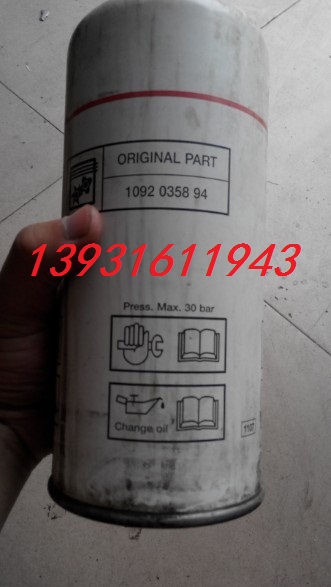 ORIGINAL PART
1092 0358 94
13931611943
Press. Max. 30 bar
Change oil